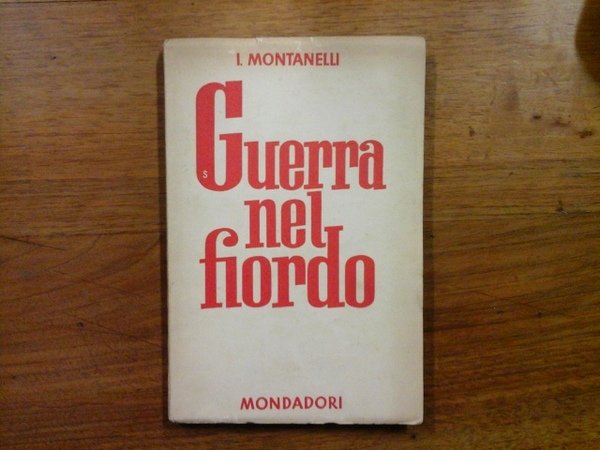 I. MONTANELLI
Guerra
S
nel
fiordo
MONDADORI